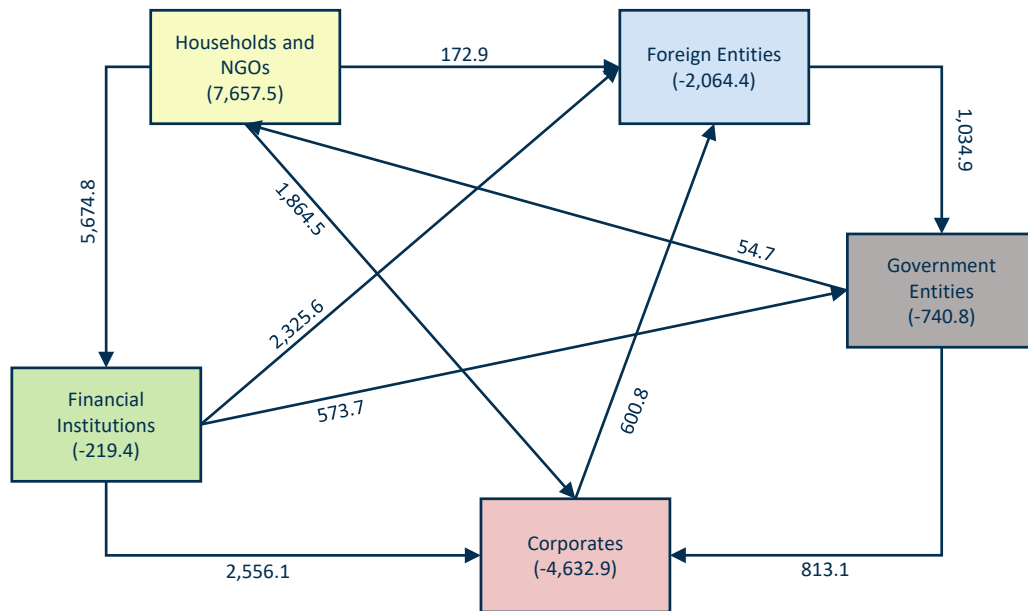 Households and
NGOs
(7,657.5)
172.9
Foreign Entities
(-2,064.4)
1,034.9
5,674.8
1,864.5
54.7
Government
Entities
(-740.8)
2,325.6
573.7
600.8
Financial
Institutions
(-219.4)
Corporates
(-4,632.9)
2,556.1
813.1